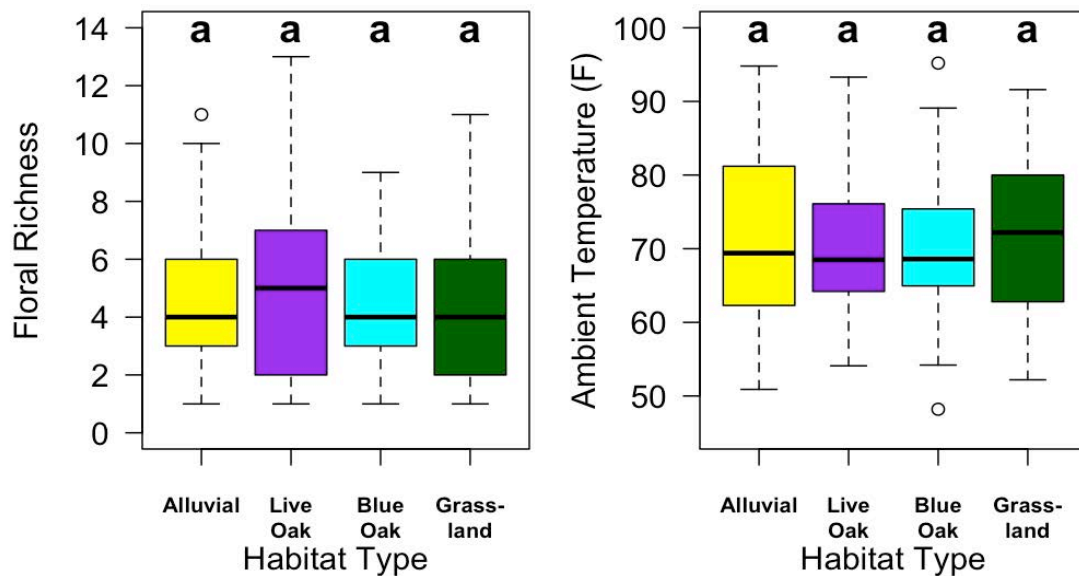 Floral Richness
14
12
10
8
6
4
2
0
a a a a
Alluvial Live Oak Blue Oak Grass-land
Habitat Type
Ambient Temperature (F)
100
90
80
70
60
50
a a a a
Alluvial Live Oak Blue Oak Grass-land
Habitat Type